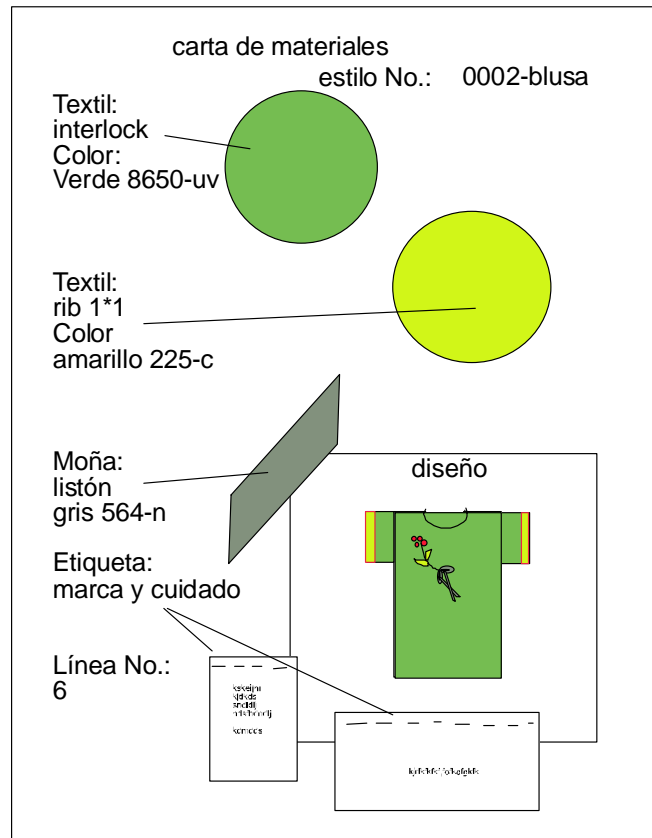 carta de materiales
estilo No.: 0002-blusa
Textil:
interlock
Color:
Verde 8650-uv
Textil:
rib 1*1
Color
amarillo 225-c
Moña:
listón
gris 564-n
diseño
Etiqueta:
marca y cuidado
Línea No.:
6